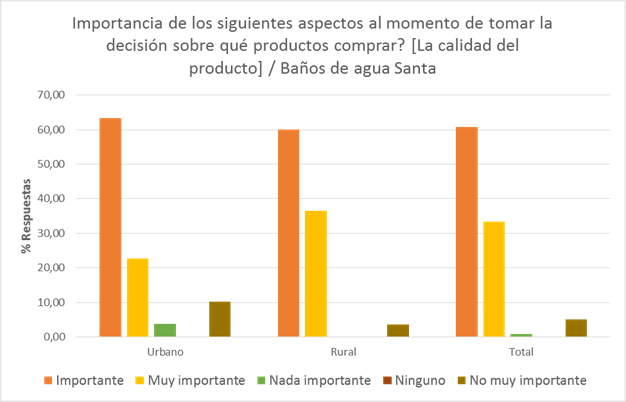 Importancia de los siguientes aspectos al momento de tomar la
decisión sobre qué productos comprar? [La calidad del
producto] / Baños de agua Santa
70,00
60,00
50,00
40,00
30,00
20,00
10,00
0,00
% Respuestas
Urbano Rural Total
Importante Muy importante Nada importante Ninguno No muy importante